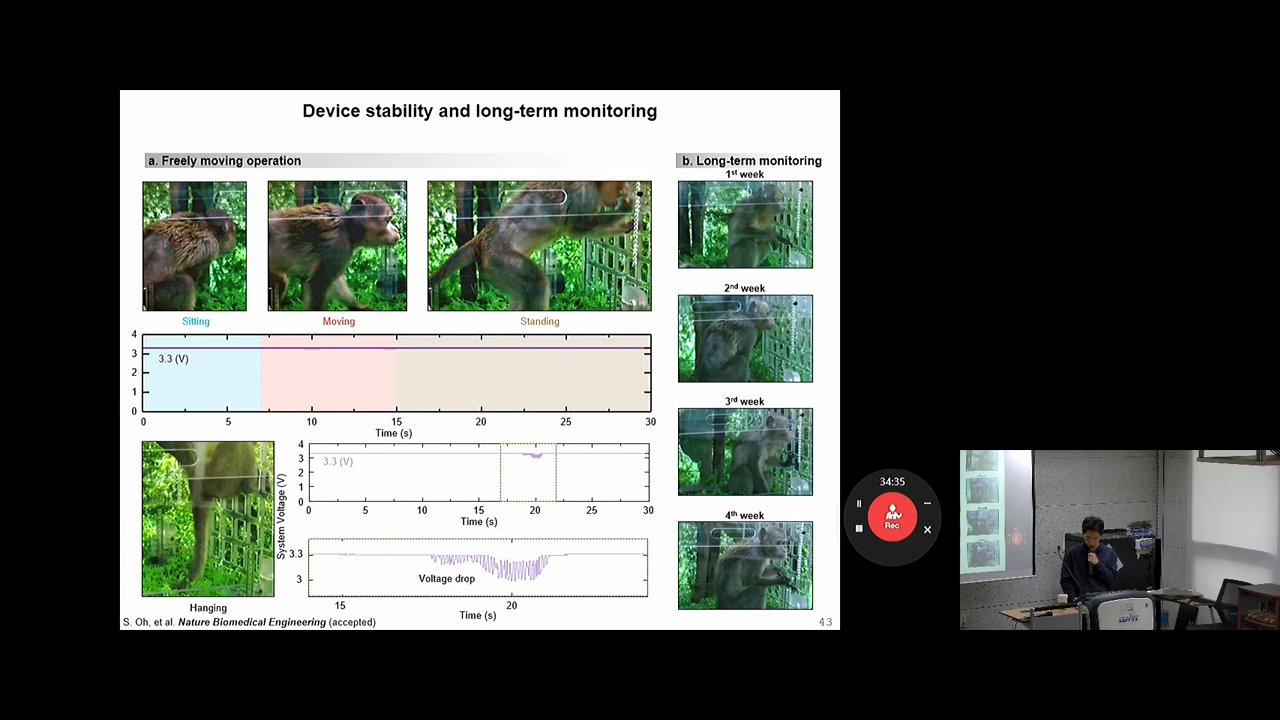 Device stability and long-term monitoring
a. Freely moving operation
b. Long-term monitoring
1st week
Sitting
Moving
Standing
2nd week
4
3
2
1
0
3.3 (V)
0 5 10 15 20 25 30
Time (s)
3rd week
4
3
2
1
0
3.3 (V)
0 5 10 15 20 25 30
Time (s)
System Voltage (V)
4th week
3.3
3
Voltage drop
15 20
Time (s)
Hanging
S. Oh, et al. Nature Biomedical Engineering (accepted)
43
34:35
Rec